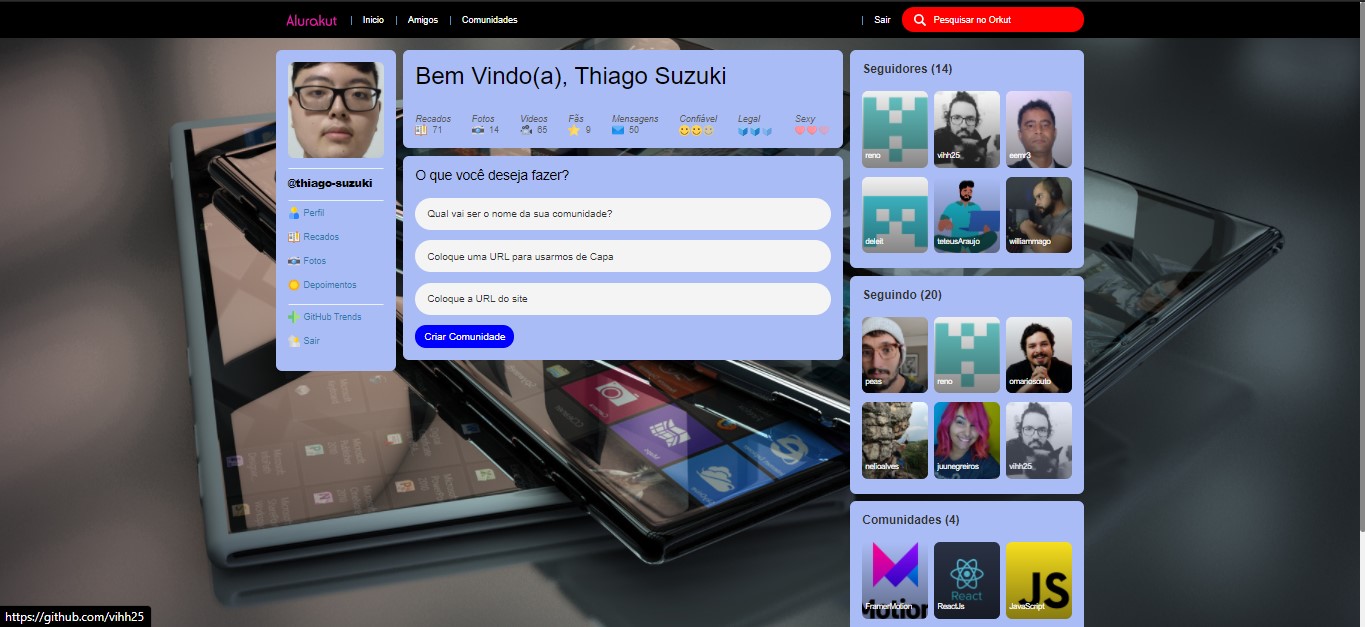 Alurakut | Inicio | Amigos | Comunidades | Sair Pesquisar no Orkut
@thiago-suzuki
Perfil
Recados
Fotos
Depoimentos
GitHub Trends
Sair
Bem Vindo(a), Thiago Suzuki
Recados Fotos Videos Fãs Mensagens Confiável Legal Sexy
71 14 65 9 50
O que você deseja fazer?
Qual vai ser o nome da sua comunidade?
Coloque uma URL para usarmos de Capa
Coloque a URL do site
Criar Comunidade
Seguidores (14)
reno vihh25 eemr3
deleit teteusAraujo williammago
Seguindo (20)
peas reno omariosouto
nelioalves juunegreiros vihh25
Comunidades (4)
React
JS
Motion
FramerMotion ReactJs JavaScript
https://github.com/vihh25